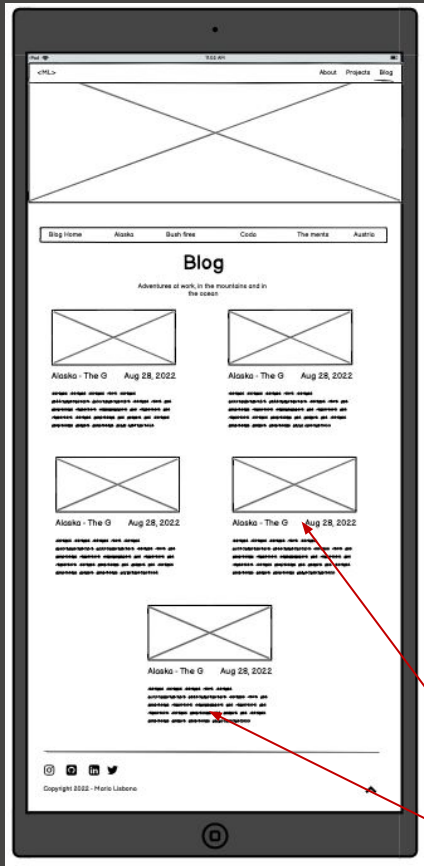 iPad 11:02 AM
<ML> About Projects Blog
Blog Home Alaska Bush fires Coda The ments Austria
Blog
Adventures at work, in the mountains and in
the ocean
Alaska - The G Aug 28, 2022 Alaska - The G Aug 28, 2022
Alaska - The G Aug 28, 2022 Alaska - The G Aug 28, 2022
Alaska - The G Aug 28, 2022
Copyright 2022 - Mario Lisbona